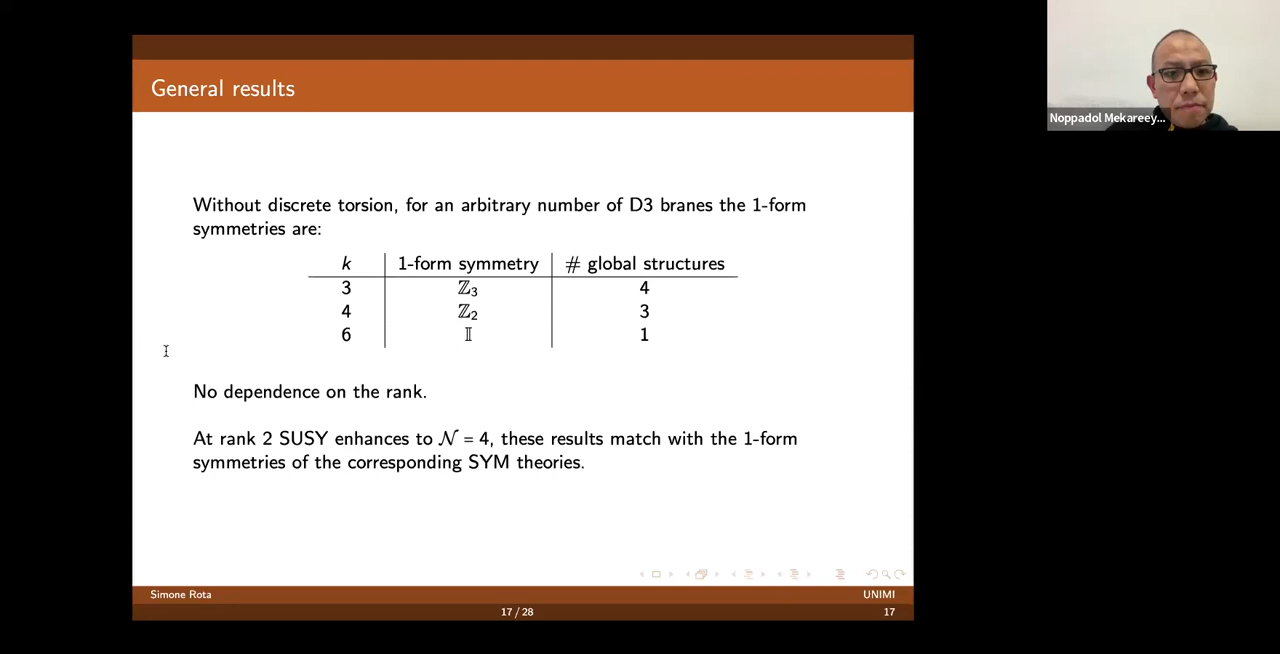 General results
Noppadol Mekareey...
Without discrete torsion, for an arbitrary number of D3 branes the 1-form
symmetries are:
k 1-form symmetry # global structures
3 ℤ₃ 4
4 ℤ₂ 3
6 𝕀 1
No dependence on the rank.
At rank 2 SUSY enhances to 𝒩 = 4, these results match with the 1-form
symmetries of the corresponding SYM theories.
Simone Rota UNIMI
17 / 28 17